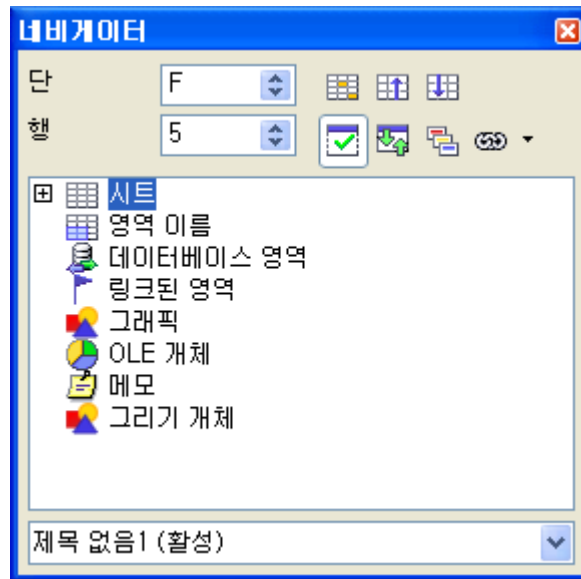 네비게이터
단 F
행 5
시트
영역 이름
데이터베이스 영역
링크된 영역
그래픽
OLE 개체
메모
그리기 개체
제목 없음1 (활성)